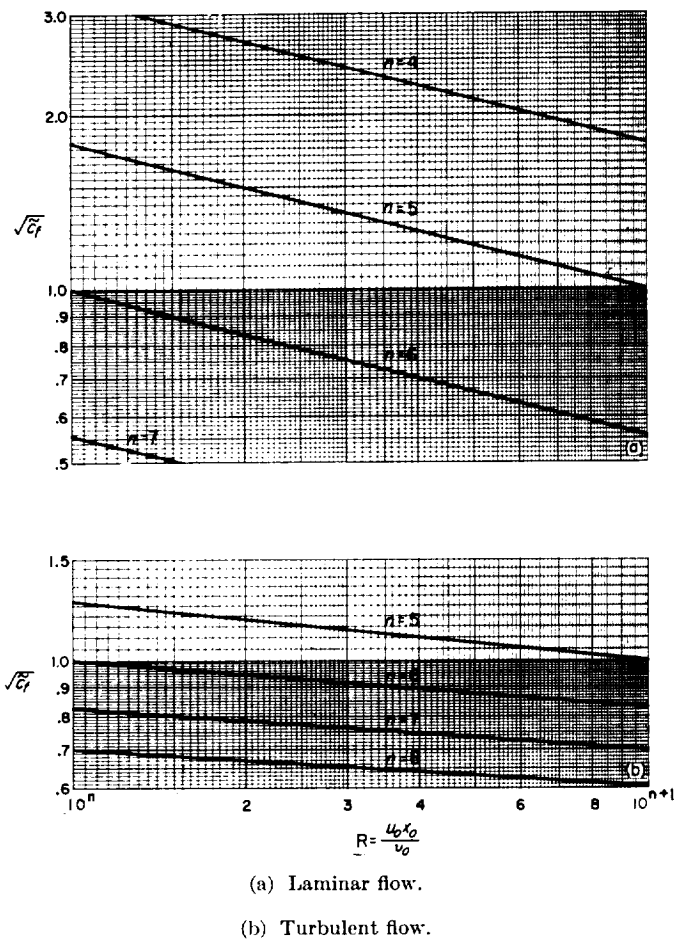 3.0
n=4
2.0
n=5
√c̃f
1.0
.9
.8
n=6
.7
.6
n=7
.5
(a)
1.5
n=5
√c̃f
1.0
n=6
.9
.8
n=7
.7
n=8
(b)
.6
10ⁿ 2 3 4 6 8 10ⁿ⁺¹
R = u₀x₀
υ₀
(a) Laminar flow.
(b) Turbulent flow.